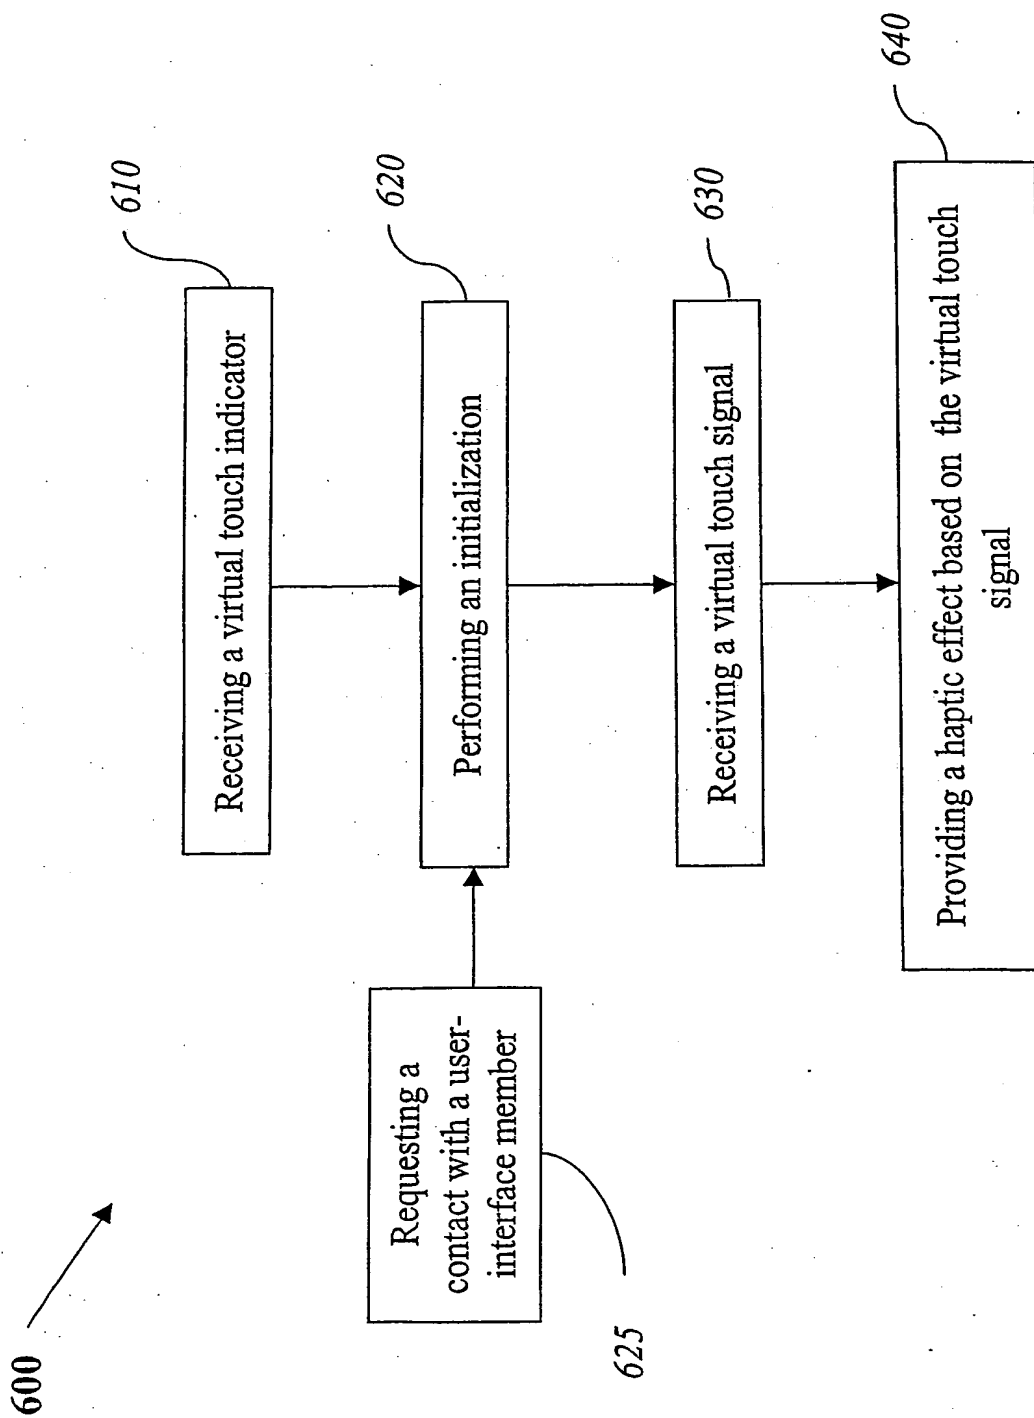 600
610
Receiving a virtual touch indicator
620
Performing an initialization
Requesting a
contact with a user-
interface member
625
630
Receiving a virtual touch signal
640
Providing a haptic effect based on the virtual touch
signal